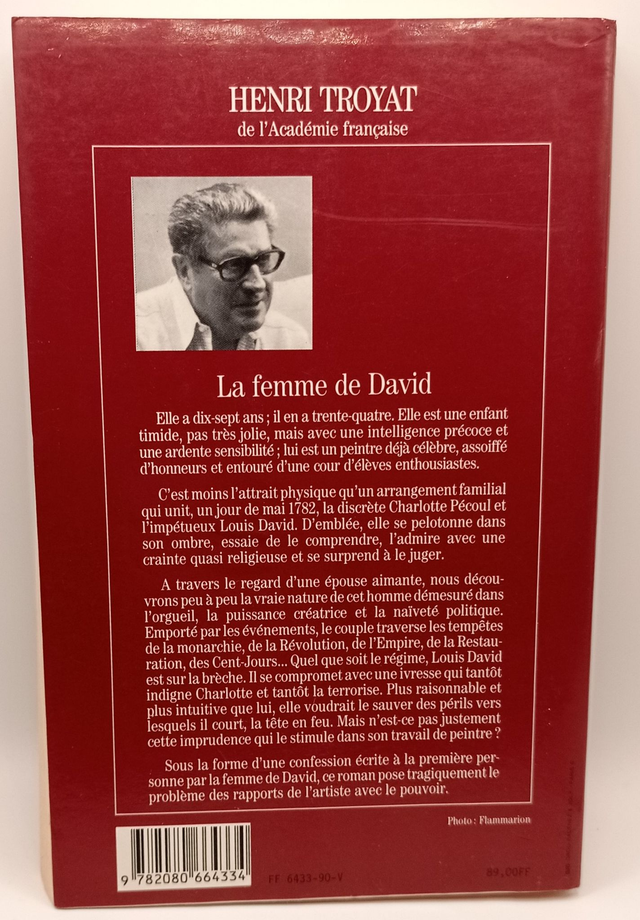 HENRI TROYAT
de l'Académie française
La femme de David
Elle a dix-sept ans ; il en a trente-quatre. Elle est une enfant
timide, pas très jolie, mais avec une intelligence précoce et
une ardente sensibilité ; lui est un peintre déjà célèbre, assoiffé
d'honneurs et entouré d'une cour d'élèves enthousiastes.
C'est moins l'attrait physique qu'un arrangement familial
qui unit, un jour de mai 1782, la discrète Charlotte Pécoul et
l'impétueux Louis David. D'emblée, elle se pelotonne dans
son ombre, essaie de le comprendre, l'admire avec une
crainte quasi religieuse et se surprend à le juger.
A travers le regard d'une épouse aimante, nous décou-
vrons peu à peu la vraie nature de cet homme démesuré dans
l'orgueil, la puissance créatrice et la naïveté politique.
Emporté par les événements, le couple traverse les tempêtes
de la monarchie, de la Révolution, de l'Empire, de la Restau-
ration, des Cent-Jours... Quel que soit le régime, Louis David
est sur la brèche. Il se compromet avec une ivresse qui tantôt
indigne Charlotte et tantôt la terrorise. Plus raisonnable et
plus intuitive que lui, elle voudrait le sauver des périls vers
lesquels il court, la tête en feu. Mais n'est-ce pas justement
cette imprudence qui le stimule dans son travail de peintre ?
Sous la forme d'une confession écrite à la première per-
sonne par la femme de David, ce roman pose tragiquement le
problème des rapports de l'artiste avec le pouvoir.
Photo : Flammarion
9 782080 664334
FF 6433-90-V
89,00FF